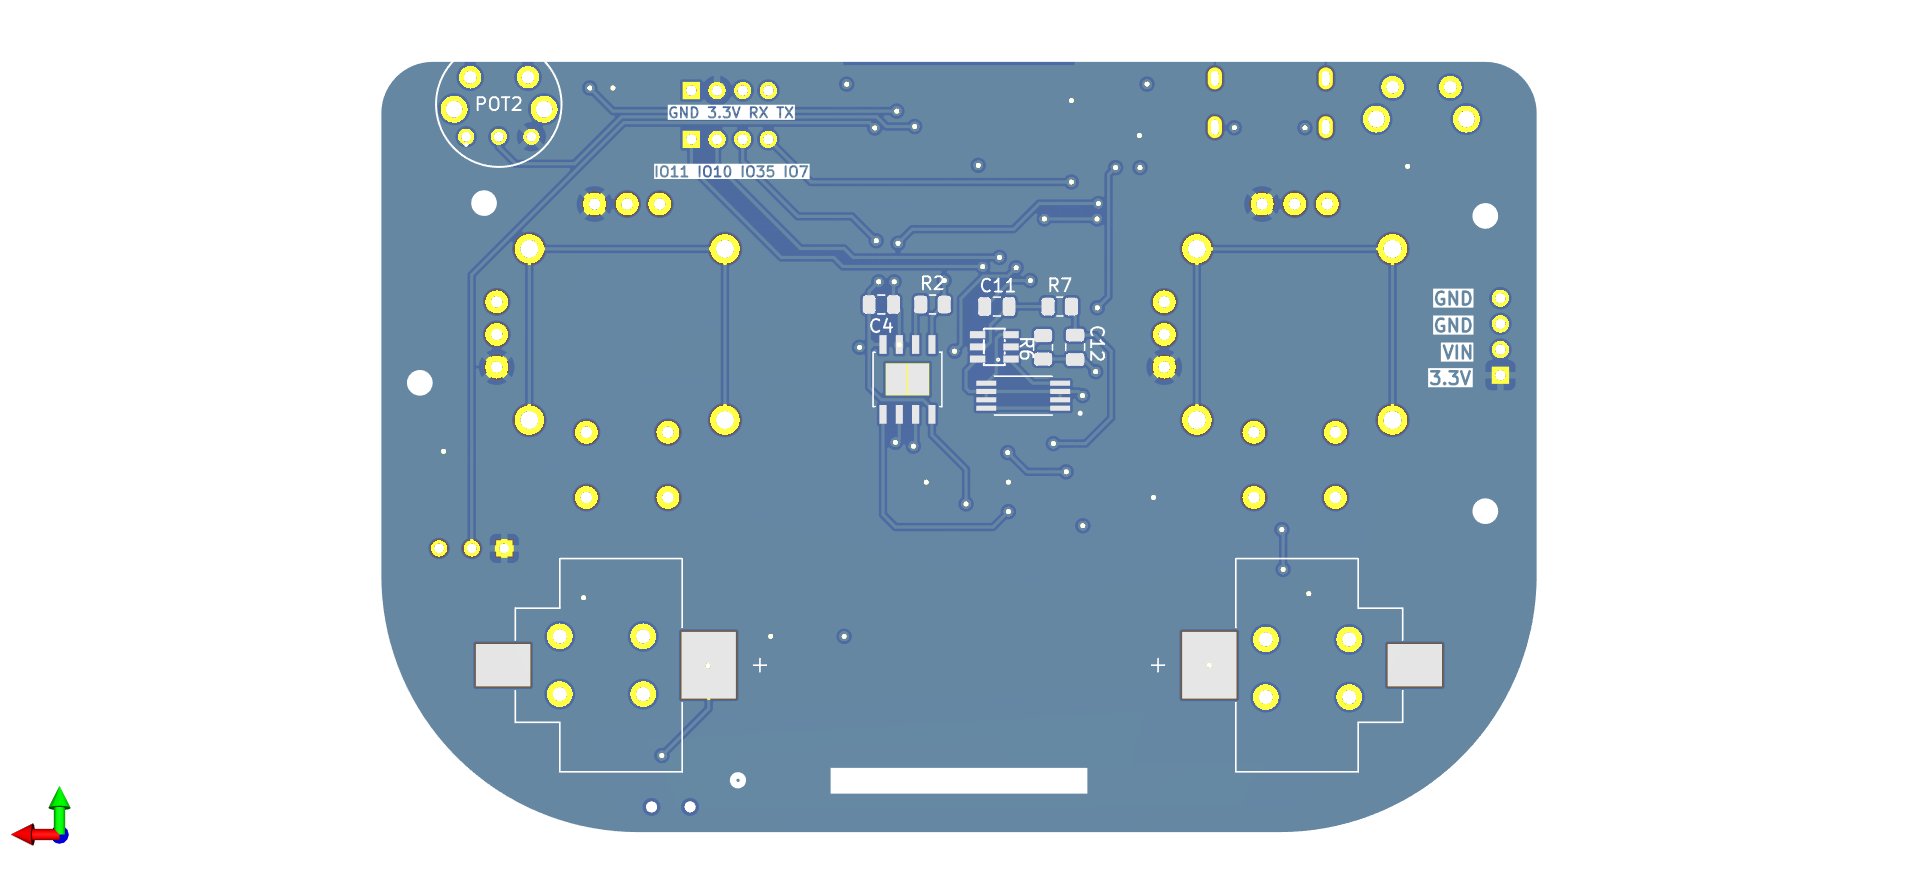 POT2
GND 3.3V RX TX
IO11 IO10 IO35 IO7
R2
C11
R7
C4
R6
C12
GND
GND
VIN
3.3V
+
+